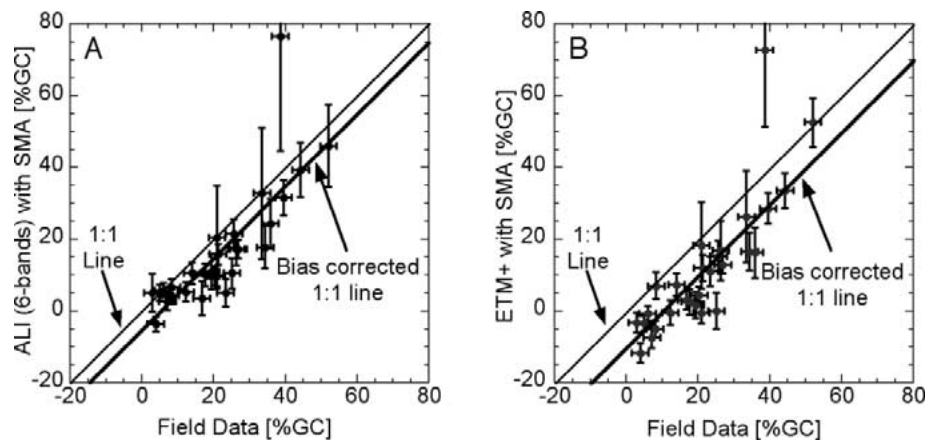 A
ALI (6-bands) with SMA [%GC]
80
60
40
20
0
-20
1:1
Line
Bias corrected
1:1 line
-20 0 20 40 60 80
Field Data [%GC]
B
ETM+ with SMA [%GC]
80
60
40
20
0
-20
1:1
Line
Bias corrected
1:1 line
-20 0 20 40 60 80
Field Data [%GC]